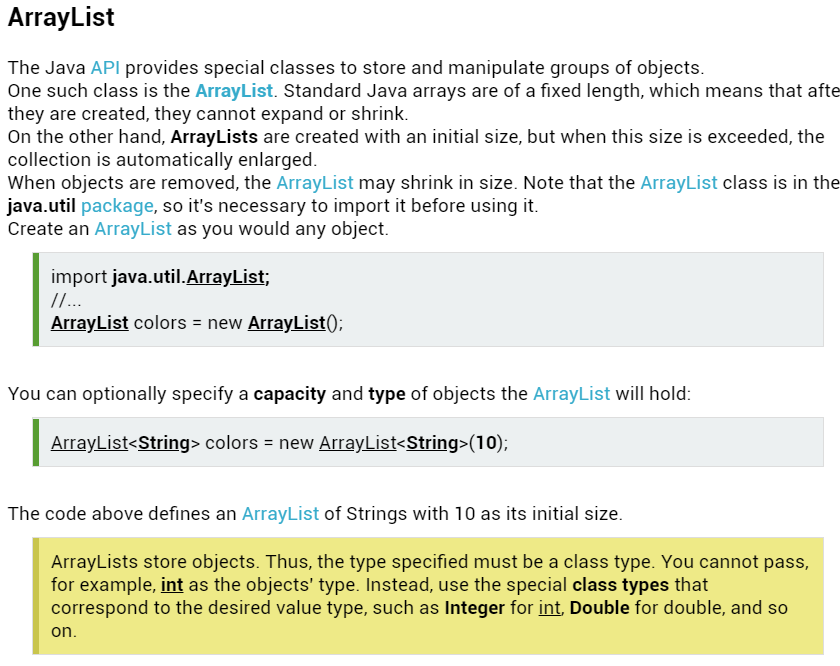 ArrayList
The Java API provides special classes to store and manipulate groups of objects.
One such class is the ArrayList. Standard Java arrays are of a fixed length, which means that afte
they are created, they cannot expand or shrink.
On the other hand, ArrayLists are created with an initial size, but when this size is exceeded, the
collection is automatically enlarged.
When objects are removed, the ArrayList may shrink in size. Note that the ArrayList class is in the
java.util package, so it's necessary to import it before using it.
Create an ArrayList as you would any object.
import java.util.ArrayList;
//...
ArrayList colors = new ArrayList();
You can optionally specify a capacity and type of objects the ArrayList will hold:
ArrayList<String> colors = new ArrayList<String>(10);
The code above defines an ArrayList of Strings with 10 as its initial size.
ArrayLists store objects. Thus, the type specified must be a class type. You cannot pass,
for example, int as the objects' type. Instead, use the special class types that
correspond to the desired value type, such as Integer for int, Double for double, and so
on.